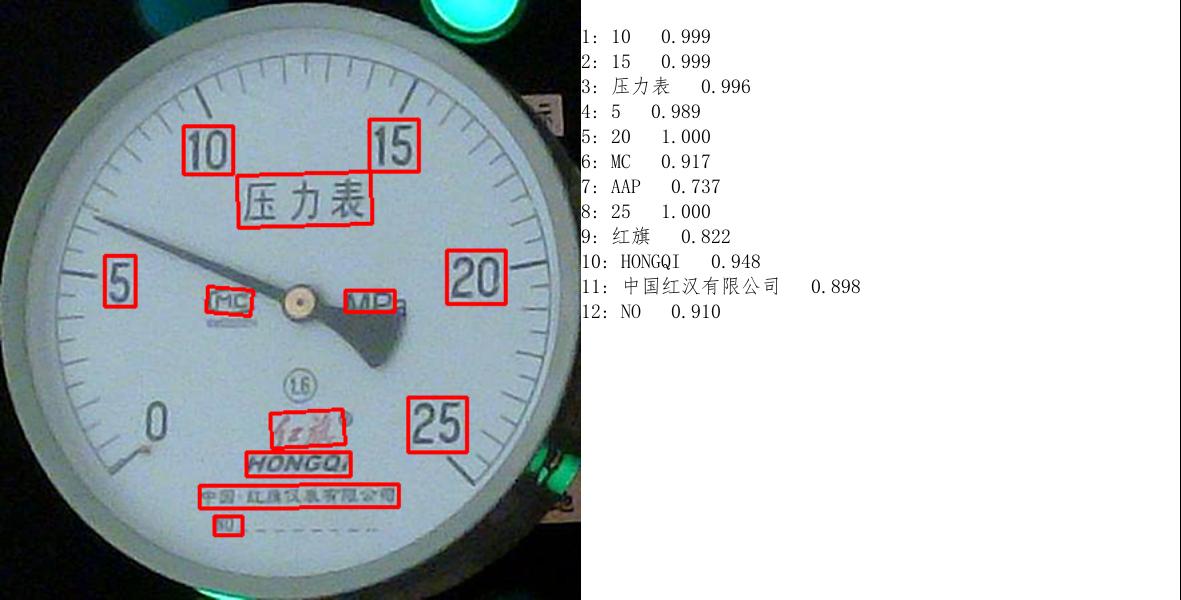 10 15
压力表
5 20
MC MPa
1.6
0 25
红旗®
HONGQI
中国·红旗仪表有限公司
NO
1: 10 0.999
2: 15 0.999
3: 压力表 0.996
4: 5 0.989
5: 20 1.000
6: MC 0.917
7: AAP 0.737
8: 25 1.000
9: 红旗 0.822
10: HONGQI 0.948
11: 中国红汉有限公司 0.898
12: NO 0.910